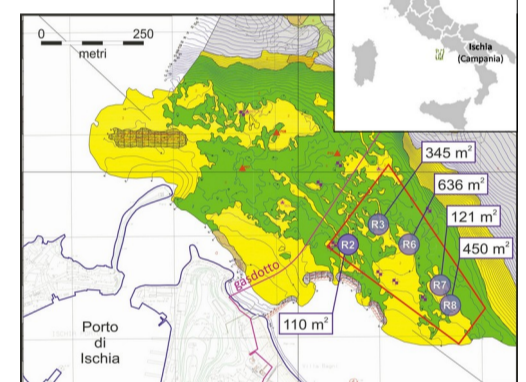 0 250
metri
Ischia
(Campania)
345 m²
636 m²
121 m²
450 m²
R3
R2
R6
R7
R8
gasdotto
110 m²
Porto
di
Ischia